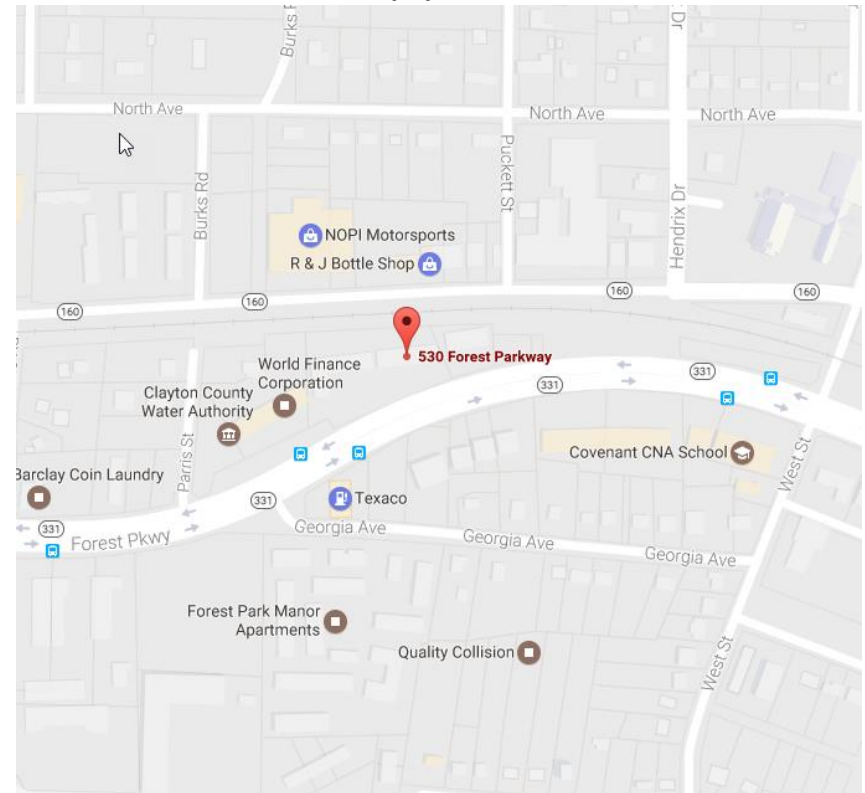 Burks R
Dr
North Ave
North Ave
North Ave
Puckett St
Burks Rd
Hendrix Dr
NOPI Motorsports
R & J Bottle Shop
160
160
160
160
530 Forest Parkway
World Finance
Corporation
331
331
Clayton County
Water Authority
Covenant CNA School
Parris St
Barclay Coin Laundry
West St
331
Texaco
331
Forest Pkwy
Georgia Ave
Georgia Ave
Georgia Ave
Forest Park Manor
Apartments
Quality Collision
West St